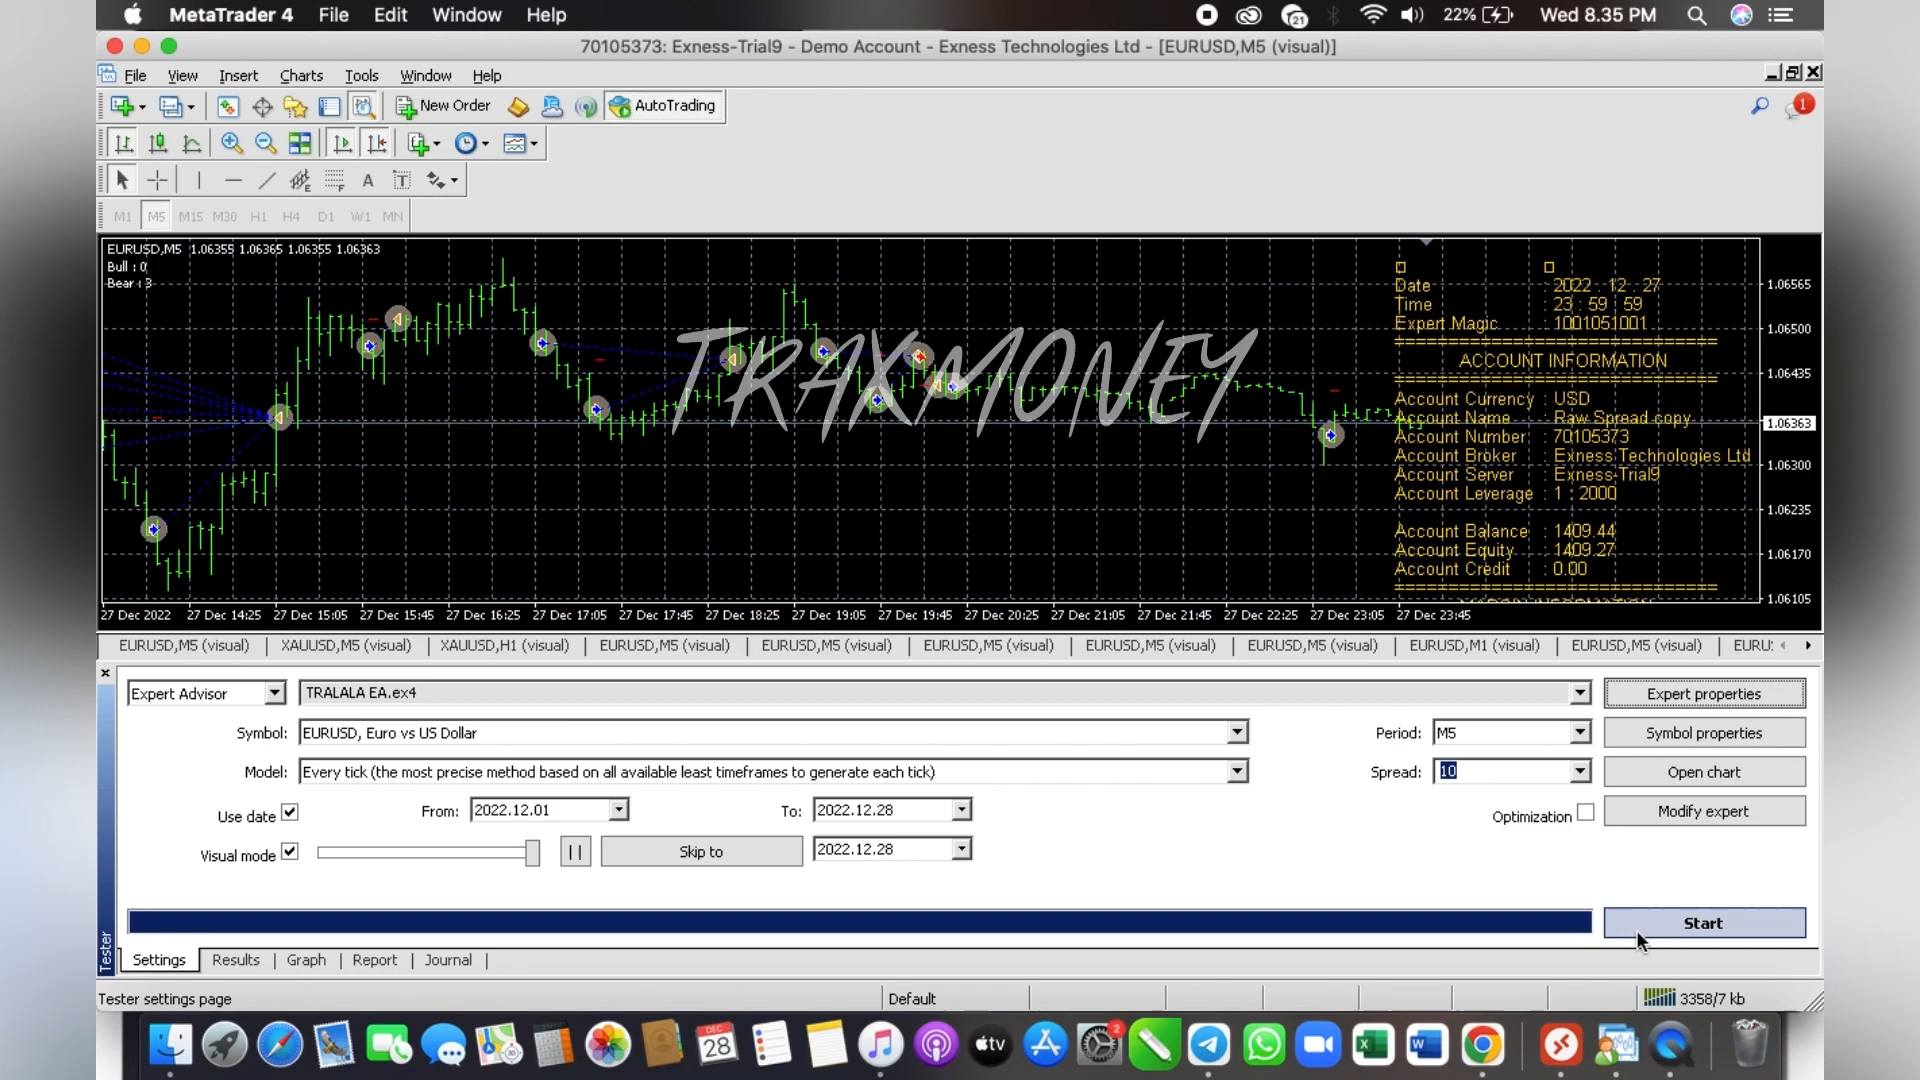 MetaTrader 4 File Edit Window Help 21 22% Wed 8.35 PM
70105373: Exness-Trial9 - Demo Account - Exness Technologies Ltd - [EURUSD,M5 (visual)]
File View Insert Charts Tools Window Help
New Order AutoTrading 1
E F A T
M1 M5 M15 M30 H1 H4 D1 W1 MN
EURUSD,M5 1.06355 1.06365 1.06355 1.06363
Bull : 0
Bear : 3
TRAXMONEY
Date 2022 . 12 . 27
Time 23 : 59 : 59
Expert Magic 1001051001
ACCOUNT INFORMATION
Account Currency : USD
Account Name : Raw Spread copy
Account Number : 70105373
Account Broker : Exness Technologies Ltd
Account Server : Exness-Trial9
Account Leverage : 1 : 2000
Account Balance : 1409.44
Account Equity : 1409.27
Account Credit : 0.00
1.06565
1.06500
1.06435
1.06363
1.06300
1.06235
1.06170
1.06105
27 Dec 2022 27 Dec 14:25 27 Dec 15:05 27 Dec 15:45 27 Dec 16:25 27 Dec 17:05 27 Dec 17:45 27 Dec 18:25 27 Dec 19:05 27 Dec 19:45 27 Dec 20:25 27 Dec 21:05 27 Dec 21:45 27 Dec 22:25 27 Dec 23:05 27 Dec 23:45
EURUSD,M5 (visual) XAUUSD,M5 (visual) XAUUSD,H1 (visual) EURUSD,M5 (visual) EURUSD,M5 (visual) EURUSD,M5 (visual) EURUSD,M5 (visual) EURUSD,M5 (visual) EURUSD,M1 (visual) EURUSD,M5 (visual) EURU:
Expert Advisor TRALALA EA.ex4 Expert properties
Symbol: EURUSD, Euro vs US Dollar Period: M5 Symbol properties
Model: Every tick (the most precise method based on all available least timeframes to generate each tick) Spread: 10 Open chart
Use date From: 2022.12.01 To: 2022.12.28 Optimization Modify expert
Visual mode Skip to 2022.12.28
Start
Tester
Settings Results Graph Report Journal
Tester settings page Default 3358/7 kb
DEC 28 tv 2 X W